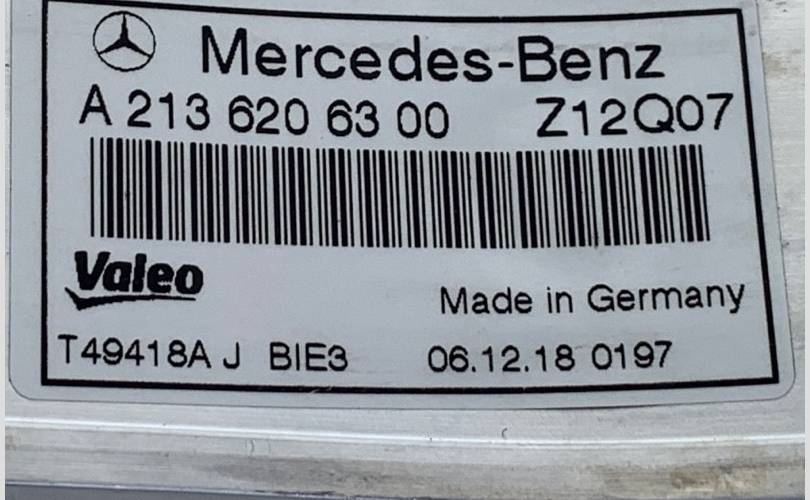 Mercedes-Benz
A 213 620 63 00 Z12Q07
Valeo
Made in Germany
T49418A J BIE3 06.12.18 0197